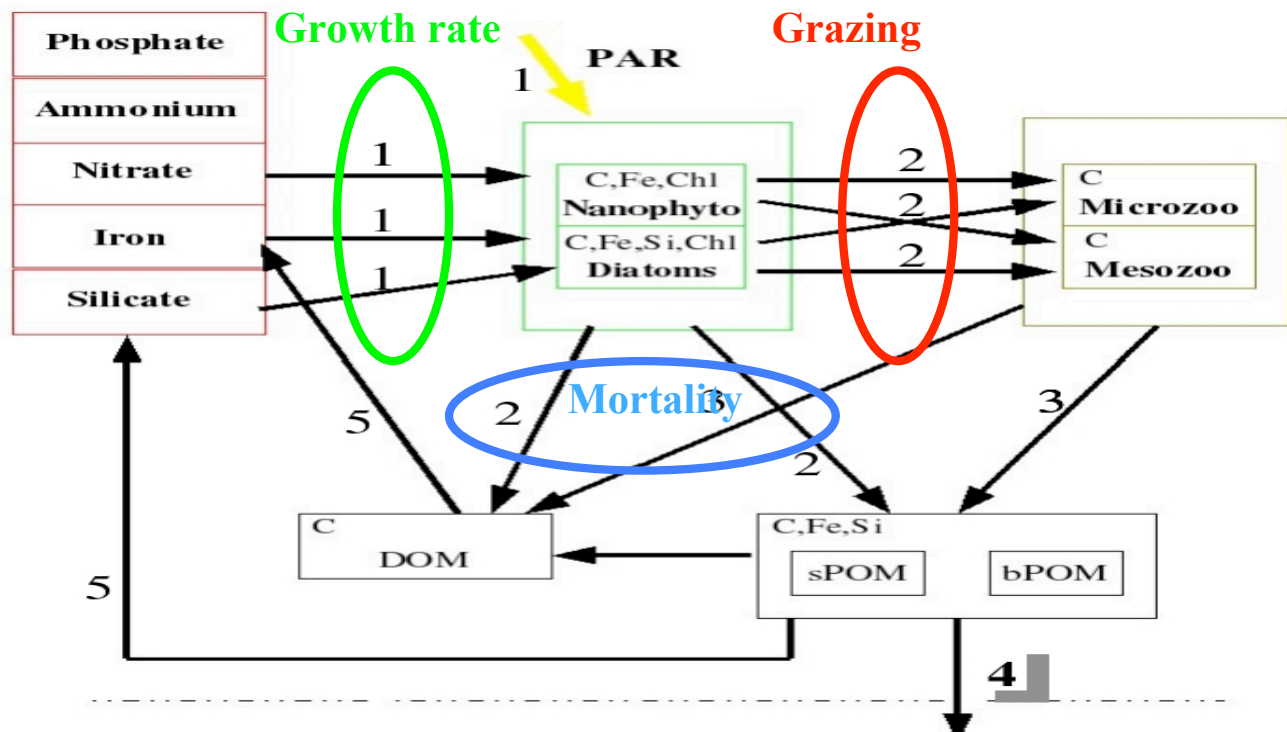 Growth rate
Grazing
Phosphate
Ammonium
Nitrate
Iron
Silicate
1
PAR
1
1
1
C,Fe,Chl
Nanophyto
C,Fe,Si,Chl
Diatoms
2
2
2
C
Microzoo
C
Mesozoo
Mortality
5
2
3
2
3
C
DOM
C,Fe,Si
sPOM
bPOM
5
4